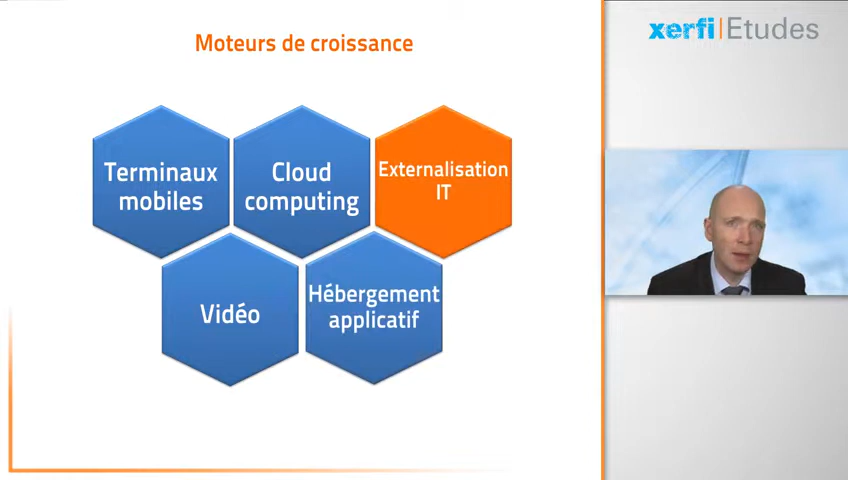 Moteurs de croissance
xerfi|Etudes
Terminaux
mobiles
Cloud
computing
Externalisation
IT
Vidéo
Hébergement
applicatif